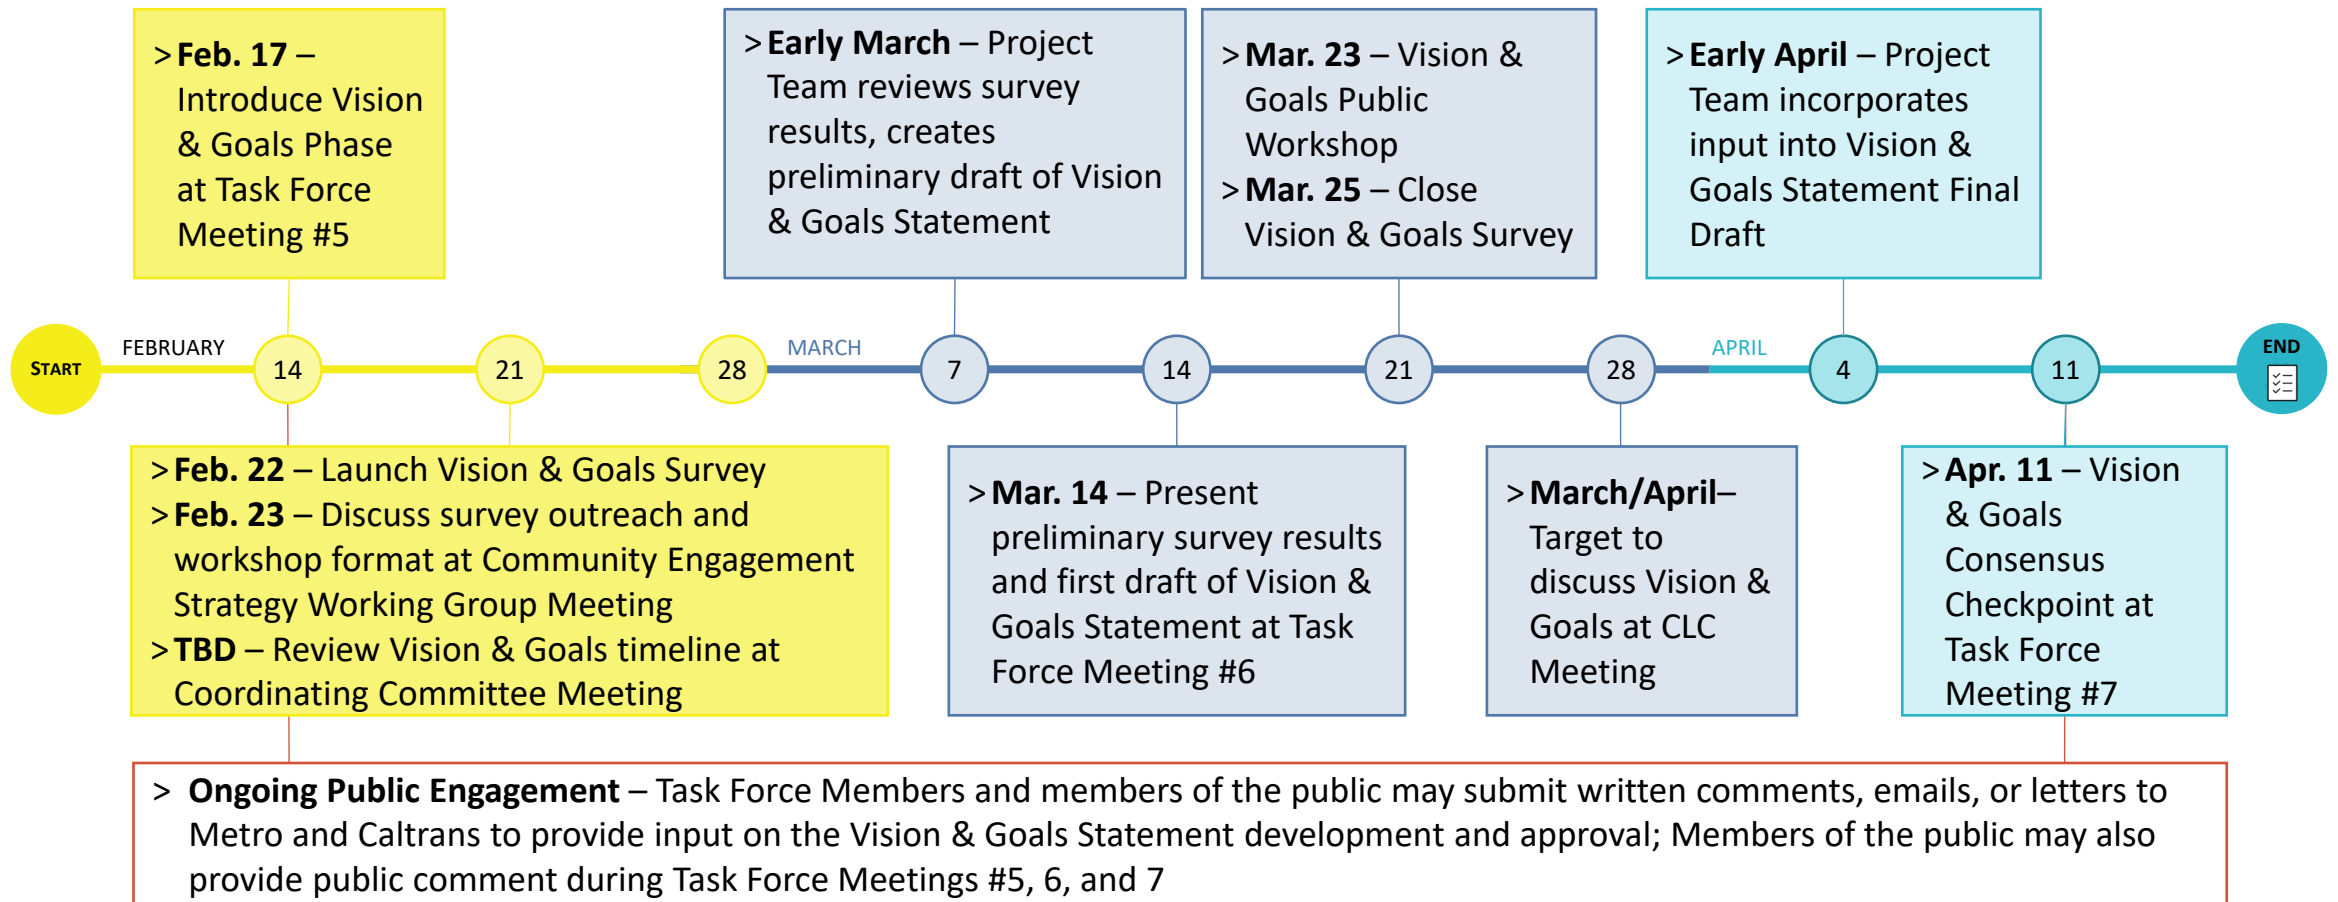 > Feb. 17 –
Introduce Vision
& Goals Phase
at Task Force
Meeting #5
> Early March – Project
Team reviews survey
results, creates
preliminary draft of Vision
& Goals Statement
> Mar. 23 – Vision &
Goals Public
Workshop
> Mar. 25 – Close
Vision & Goals Survey
> Early April – Project
Team incorporates
input into Vision &
Goals Statement Final
Draft
START
FEBRUARY
14
21
28
MARCH
7
14
21
28
APRIL
4
11
END
> Feb. 22 – Launch Vision & Goals Survey
> Feb. 23 – Discuss survey outreach and
workshop format at Community Engagement
Strategy Working Group Meeting
> TBD – Review Vision & Goals timeline at
Coordinating Committee Meeting
> Mar. 14 – Present
preliminary survey results
and first draft of Vision &
Goals Statement at Task
Force Meeting #6
> March/April–
Target to
discuss Vision &
Goals at CLC
Meeting
> Apr. 11 – Vision
& Goals
Consensus
Checkpoint at
Task Force
Meeting #7
> Ongoing Public Engagement – Task Force Members and members of the public may submit written comments, emails, or letters to
Metro and Caltrans to provide input on the Vision & Goals Statement development and approval; Members of the public may also
provide public comment during Task Force Meetings #5, 6, and 7